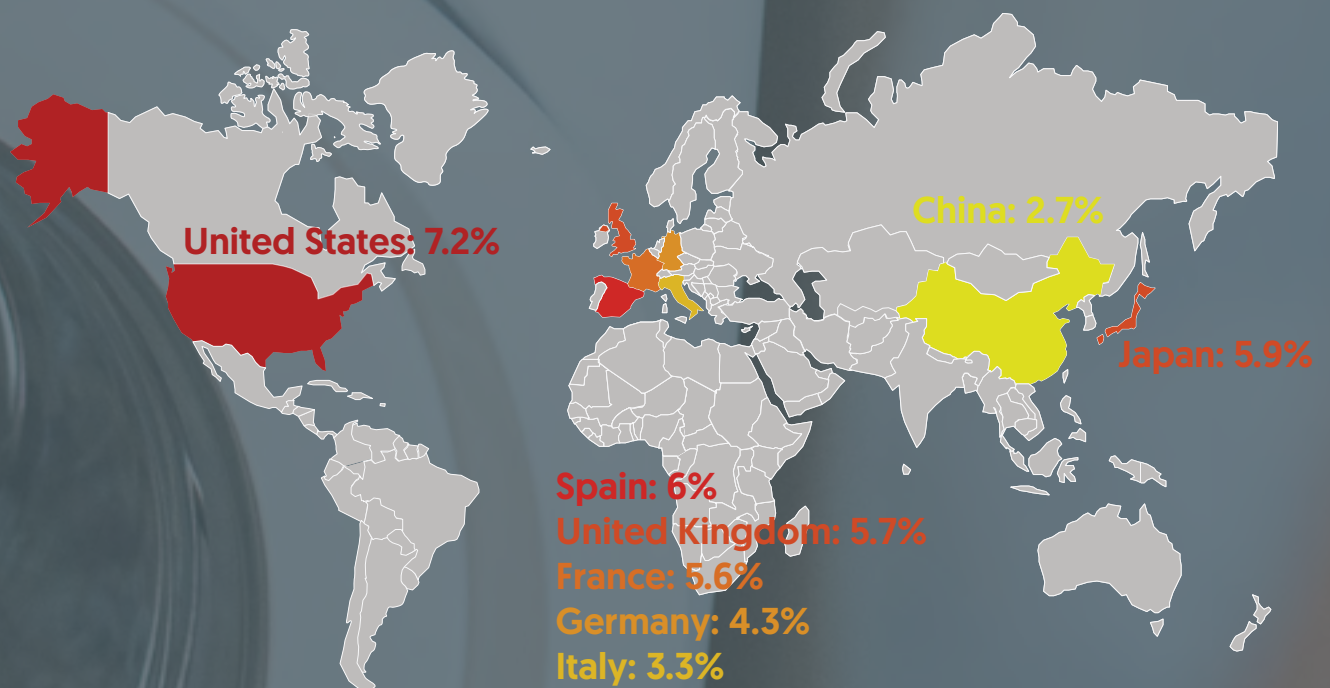 China: 2.7%
United States: 7.2%
Japan: 5.9%
Spain: 6%
United Kingdom: 5.7%
France: 5.6%
Germany: 4.3%
Italy: 3.3%